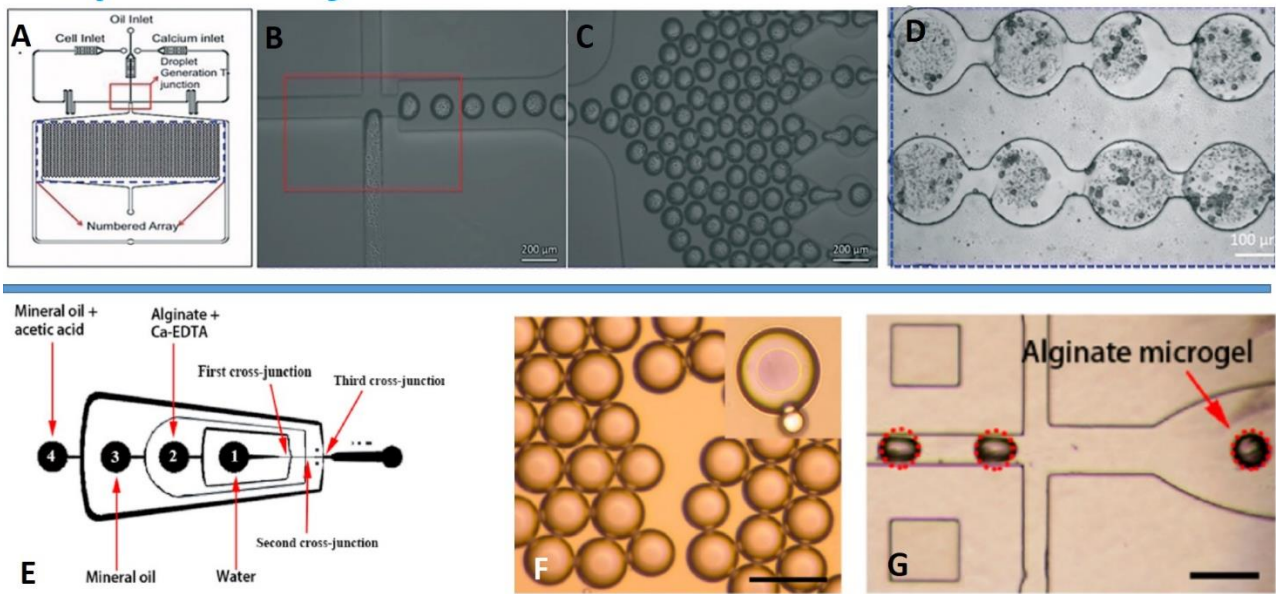 A
Oil Inlet
Cell Inlet
Calcium inlet
Droplet
Generation T-
junction
Numbered Array
B
200 µm
C
200 µm
D
100 µm
Mineral oil +
acetic acid
Alginate +
Ca-EDTA
First cross-junction
Third cross-junction
4
3
2
1
Second cross-junction
Mineral oil
Water
E
F
Alginate microgel
G